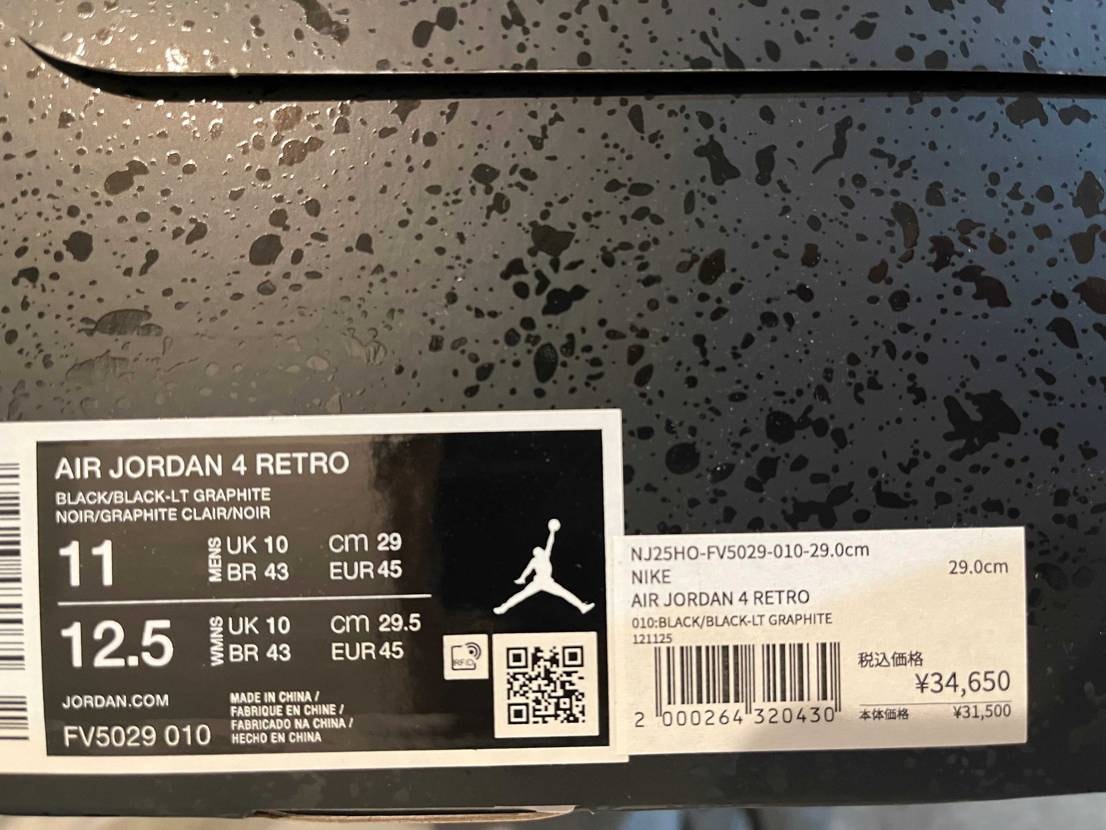 AIR JORDAN 4 RETRO
BLACK/BLACK-LT GRAPHITE
NOIR/GRAPHITE CLAIR/NOIR
11 MENS UK 10 cm 29
BR 43 EUR 45
12.5 WMNS UK 10 cm 29.5
BR 43 EUR 45
RFID
JORDAN.COM
FV5029 010
MADE IN CHINA /
FABRIQUE EN CHINE /
FABRICADO NA CHINA /
HECHO EN CHINA
NJ25HO-FV5029-010-29.0cm
NIKE 29.0cm
AIR JORDAN 4 RETRO
010:BLACK/BLACK-LT GRAPHITE
121125
税込価格
¥34,650
2 000264 320430
本体価格 ¥31,500